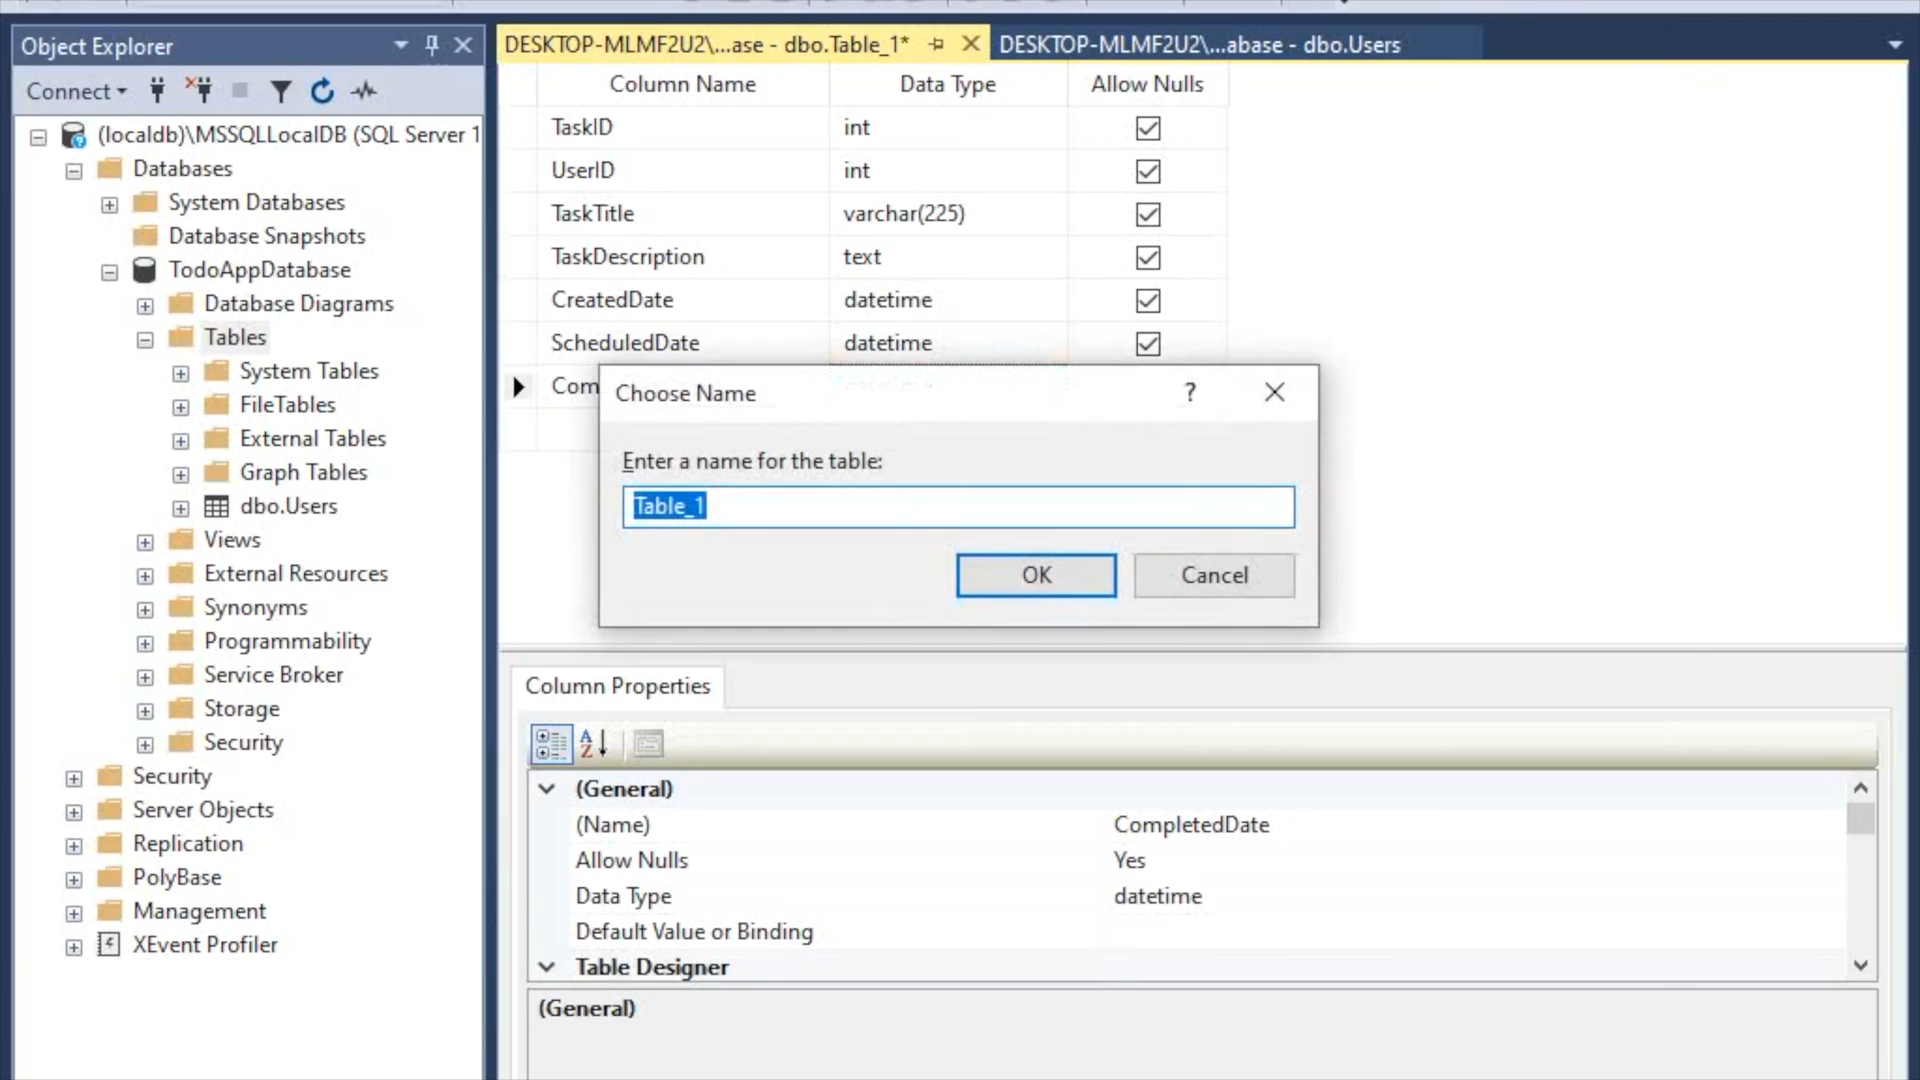 Object Explorer
Connect
(localdb)\MSSQLLocalDB (SQL Server 1
Databases
System Databases
Database Snapshots
TodoAppDatabase
Database Diagrams
Tables
System Tables
FileTables
External Tables
Graph Tables
dbo.Users
Views
External Resources
Synonyms
Programmability
Service Broker
Storage
Security
Security
Server Objects
Replication
PolyBase
Management
XEvent Profiler
DESKTOP-MLMF2U2\...ase - dbo.Table_1*
DESKTOP-MLMF2U2\...abase - dbo.Users
Column Name Data Type Allow Nulls
TaskID int
UserID int
TaskTitle varchar(225)
TaskDescription text
CreatedDate datetime
ScheduledDate datetime
Com
Choose Name ?
Enter a name for the table:
Table_1
OK Cancel
Column Properties
(General)
(Name) CompletedDate
Allow Nulls Yes
Data Type datetime
Default Value or Binding
Table Designer
(General)